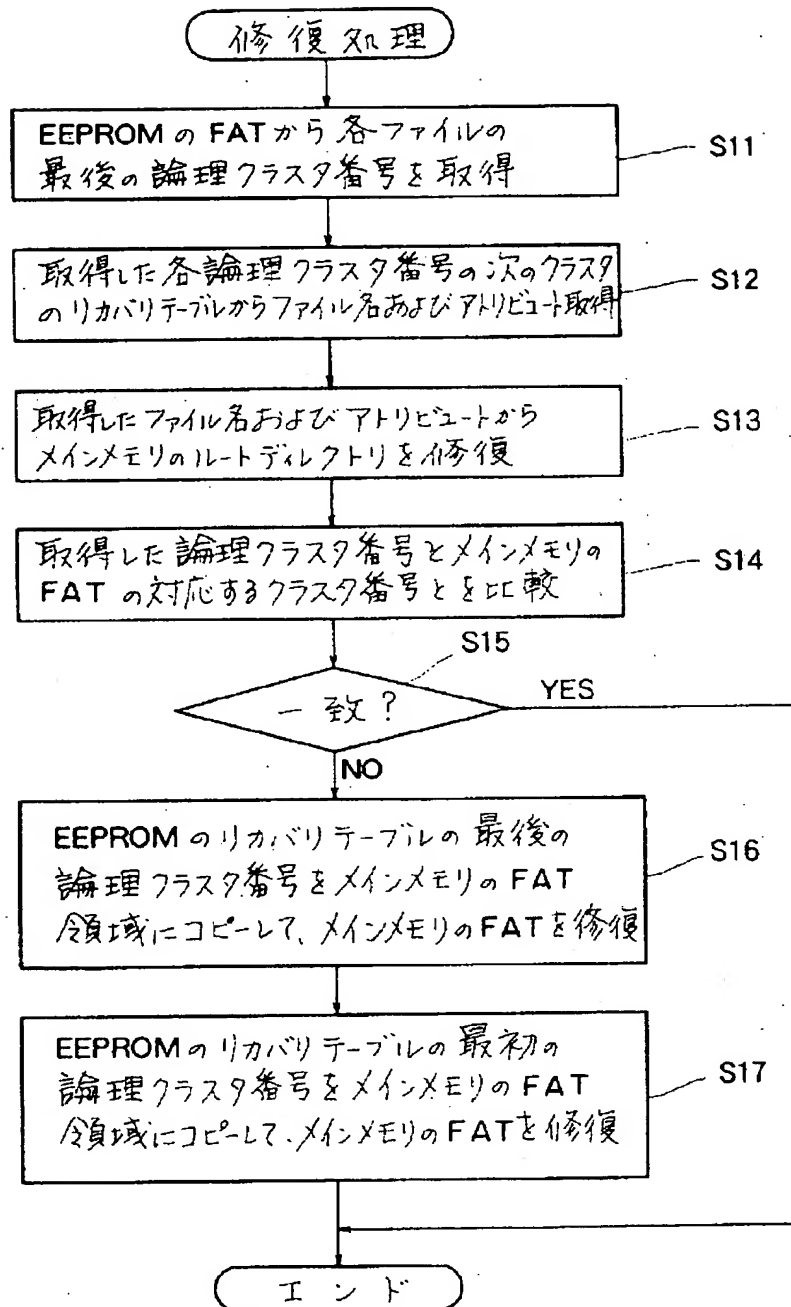 修復処理
EEPROMのFATから各ファイルの
最後の論理クラスタ番号を取得
S11
取得した各論理クラスタ番号の次のクラスタ
のリカバリテーブルからファイル名およびアトリビュート取得
S12
取得したファイル名およびアトリビュートから
メインメモリのルートディレクトリを修復
S13
取得した論理クラスタ番号とメインメモリの
FATの対応するクラスタ番号とを比較
S14
S15
一致?
YES
NO
EEPROMのリカバリテーブルの最後の
論理クラスタ番号をメインメモリのFAT
領域にコピーして、メインメモリのFATを修復
S16
EEPROMのリカバリテーブルの最初の
論理クラスタ番号をメインメモリのFAT
領域にコピーして、メインメモリのFATを修復
S17
エンド